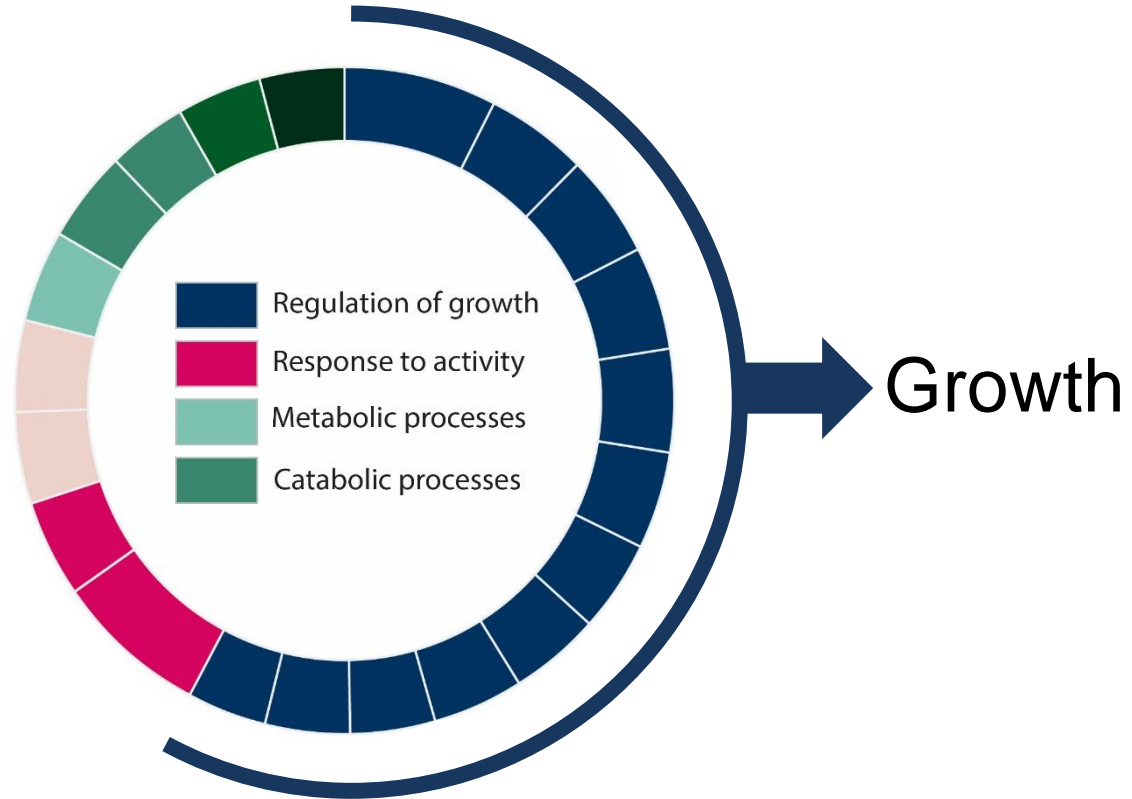 Regulation of growth
Response to activity
Metabolic processes
Catabolic processes
Growth